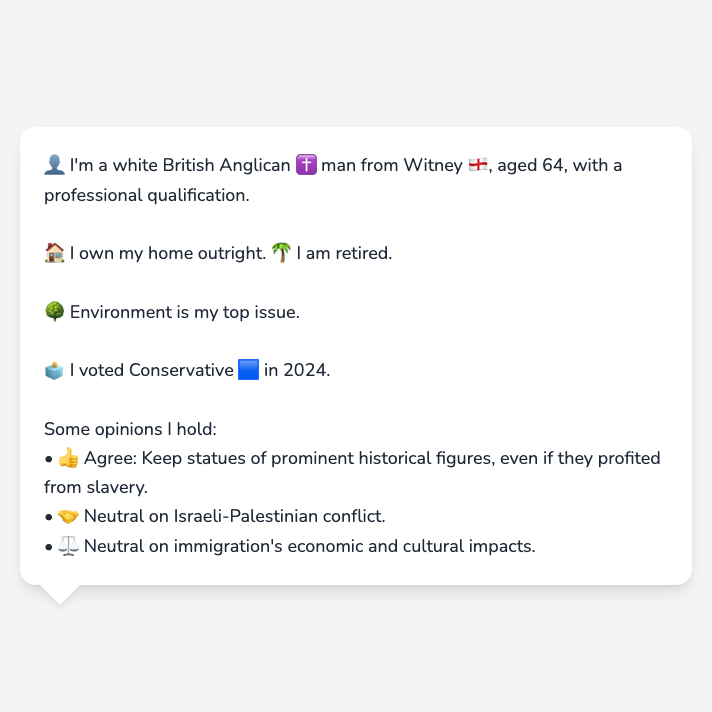 👤 I'm a white British Anglican ✝️ man from Witney 🏴󠁧󠁢󠁥󠁮󠁧󠁿, aged 64, with a
professional qualification.
🏠 I own my home outright. 🌴 I am retired.
🌳 Environment is my top issue.
🗳️ I voted Conservative 🟦 in 2024.
Some opinions I hold:
• 👍 Agree: Keep statues of prominent historical figures, even if they profited
from slavery.
• 🤝 Neutral on Israeli-Palestinian conflict.
• ⚖️ Neutral on immigration's economic and cultural impacts.